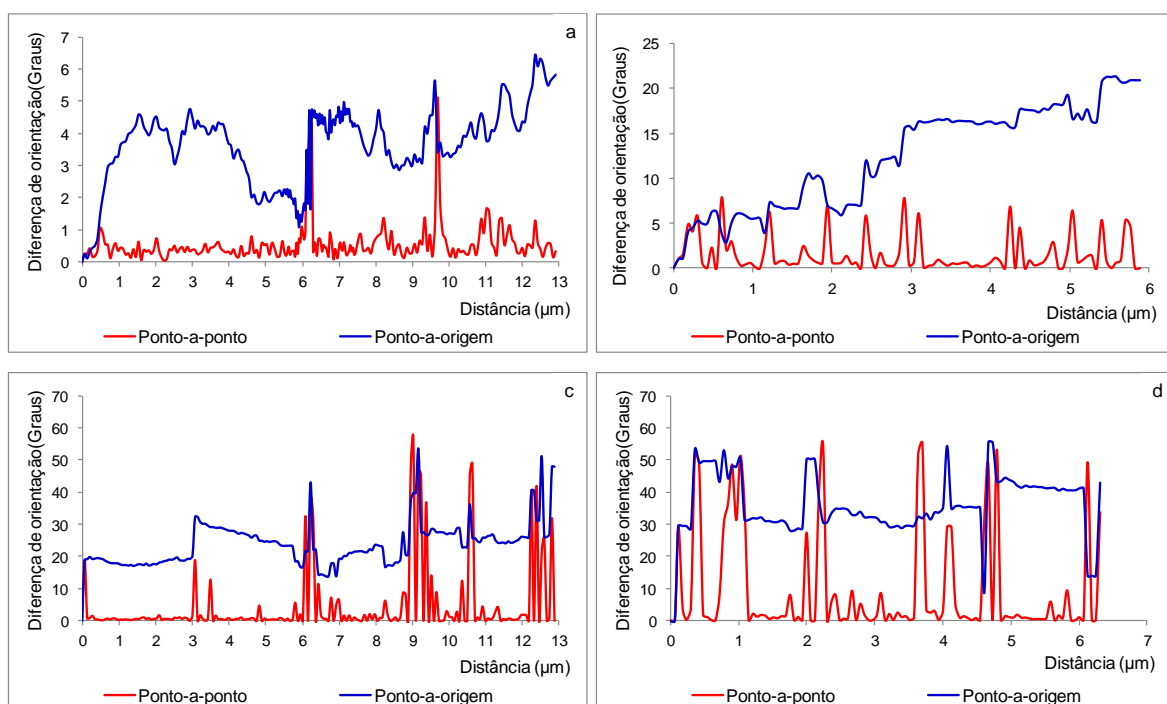 a
Diferença de orientação(Graus)
7
6
5
4
3
2
1
0
0 1 2 3 4 5 6 7 8 9 10 11 12 13
Distância (µm)
Ponto-a-ponto Ponto-a-origem
Diferença de orientação(Graus)
25
20
15
10
5
0
0 1 2 3 4 5 6
Distância (µm)
Ponto-a-ponto Ponto-a-origem
c
Diferença de orientação(Graus)
70
60
50
40
30
20
10
0
0 1 2 3 4 5 6 7 8 9 10 11 12 13
Distância (µm)
Ponto-a-ponto Ponto-a-origem
d
Diferença de orientação(Graus)
70
60
50
40
30
20
10
0
0 1 2 3 4 5 6 7
Distância (µm)
Ponto-a-ponto Ponto-a-origem